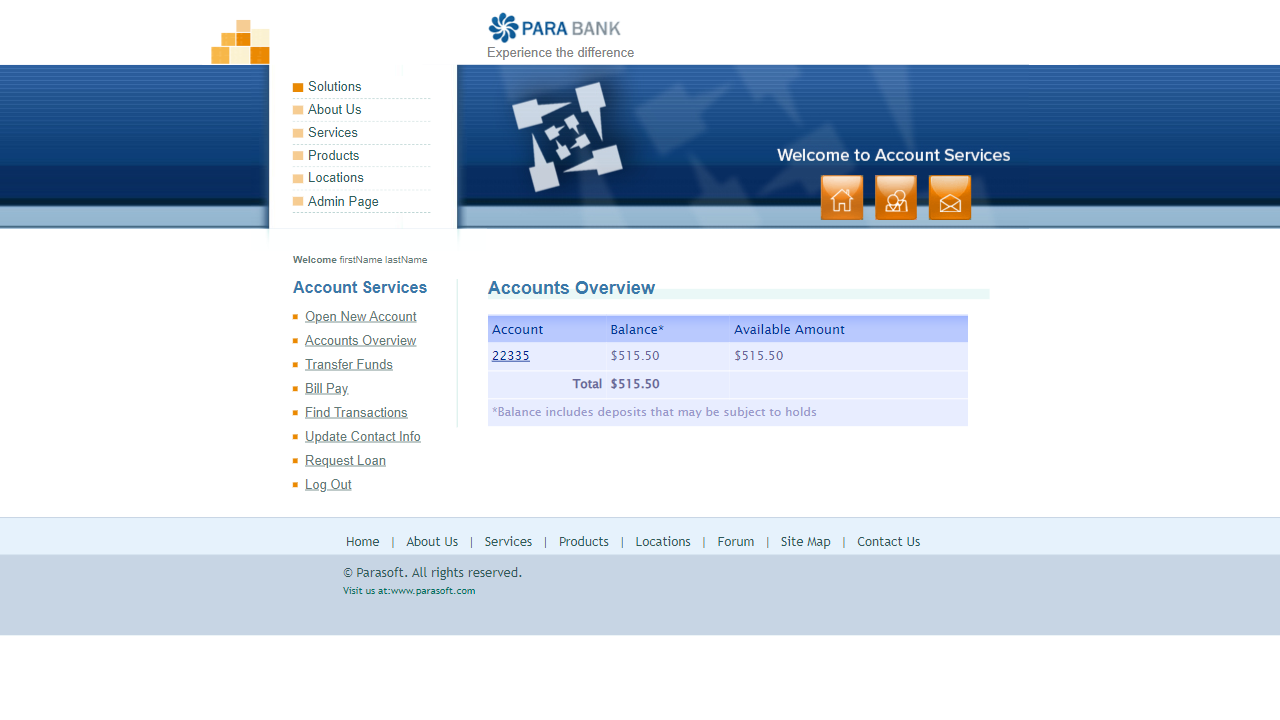 PARA BANK
Experience the difference
Solutions
About Us
Services
Products
Locations
Admin Page
Welcome to Account Services
Welcome firstName lastName
Account Services
Open New Account
Accounts Overview
Transfer Funds
Bill Pay
Find Transactions
Update Contact Info
Request Loan
Log Out
Accounts Overview
Account Balance* Available Amount
22335 $515.50 $515.50
Total $515.50
*Balance includes deposits that may be subject to holds
Home | About Us | Services | Products | Locations | Forum | Site Map | Contact Us
© Parasoft. All rights reserved.
Visit us at:www.parasoft.com